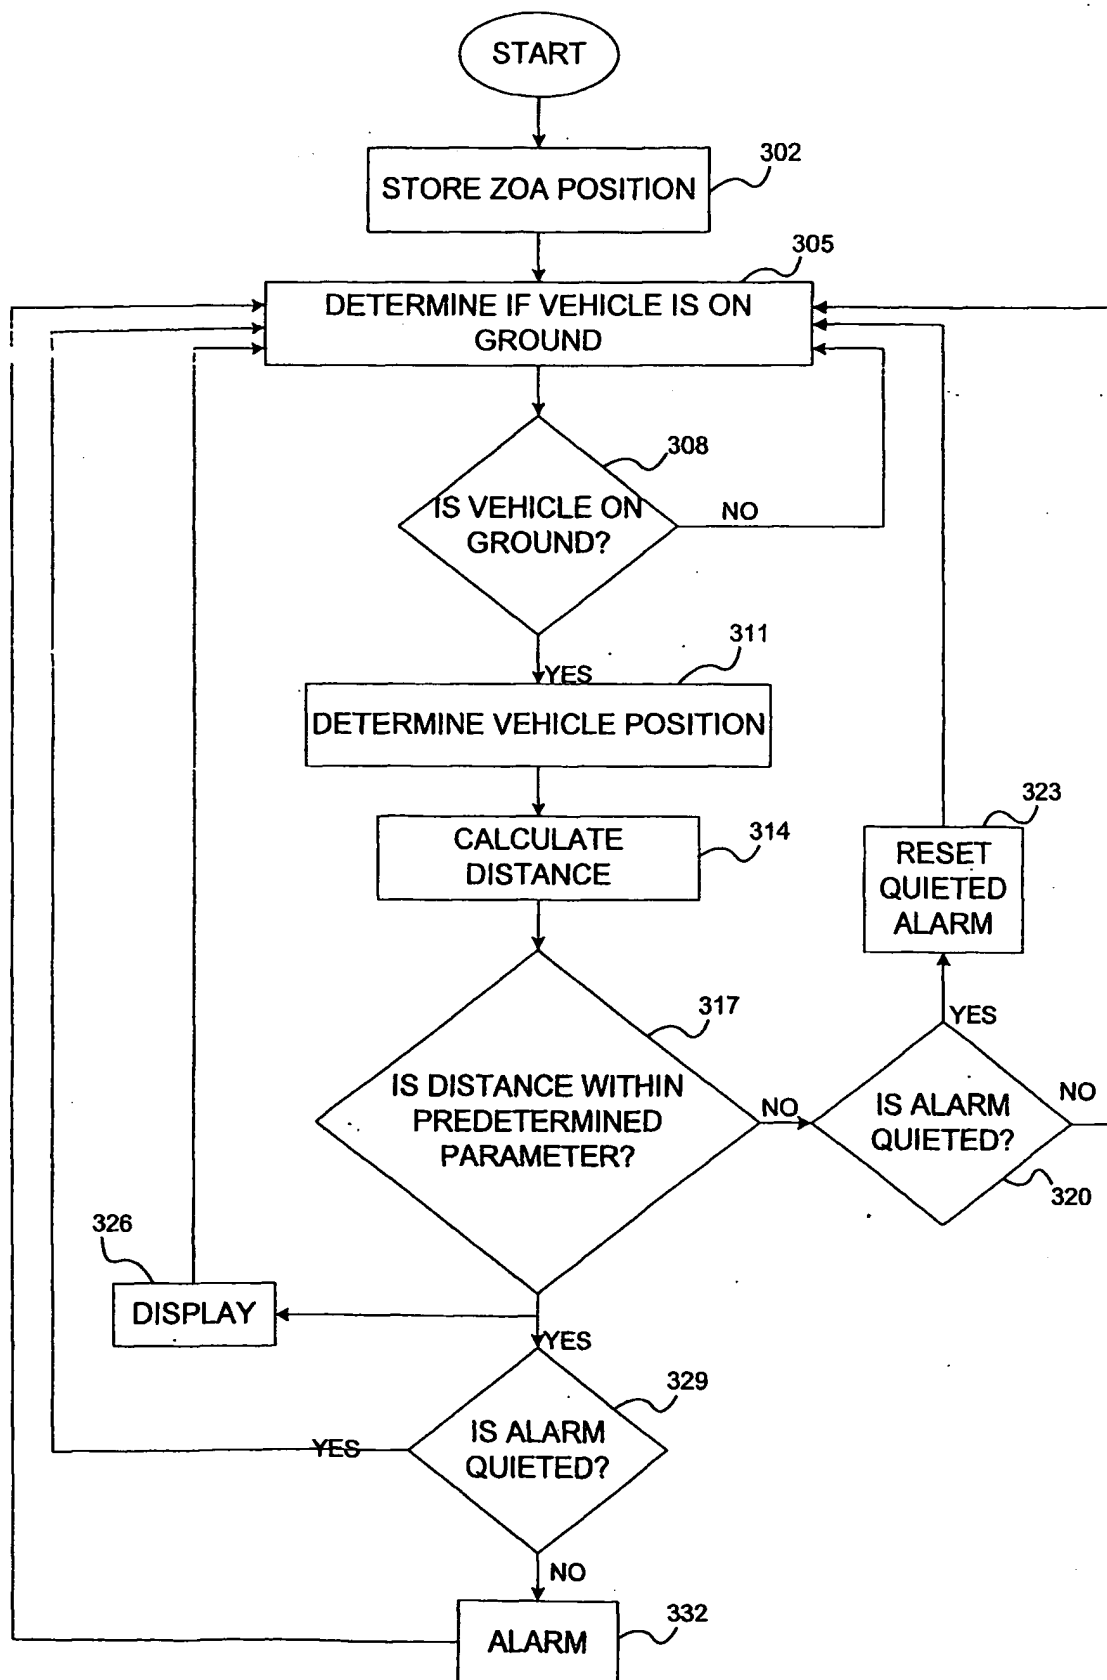 START
302
STORE ZOA POSITION
305
DETERMINE IF VEHICLE IS ON
GROUND
308
IS VEHICLE ON
GROUND?
NO
311
YES
DETERMINE VEHICLE POSITION
314
CALCULATE
DISTANCE
323
RESET
QUIETED
ALARM
317
YES
IS DISTANCE WITHIN
PREDETERMINED
PARAMETER?
NO
IS ALARM
QUIETED?
NO
320
326
DISPLAY
YES
329
IS ALARM
QUIETED?
YES
NO
332
ALARM